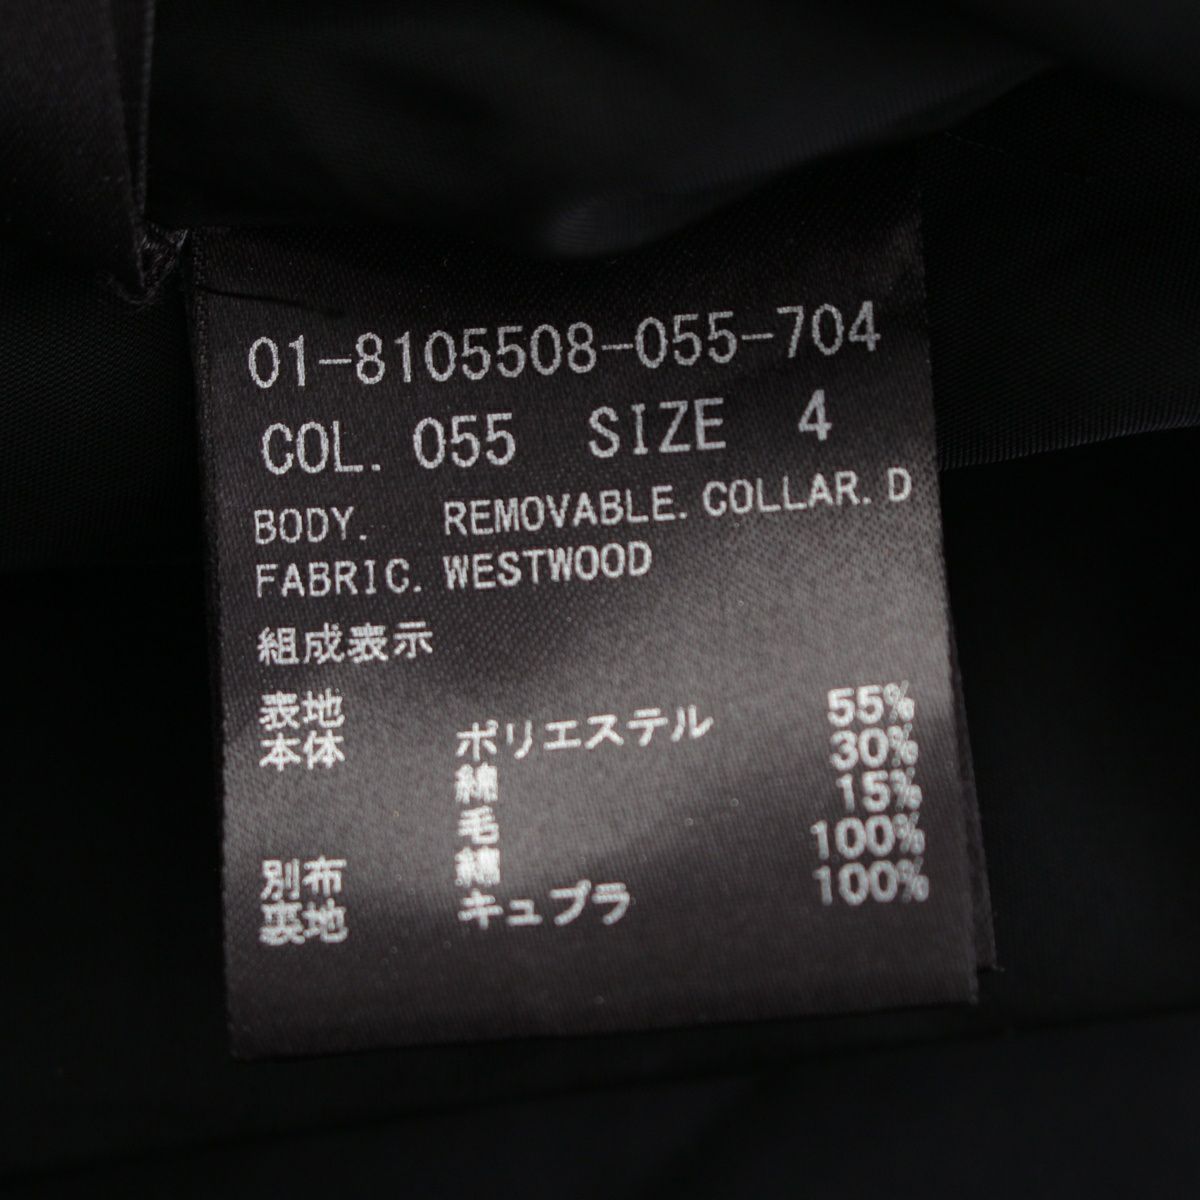 01-8105508-055-704
COL. 055 SIZE 4
BODY. REMOVABLE. COLLAR. D
FABRIC. WESTWOOD
組成表示
表地
本体 ポリエステル 55%
綿 30%
毛 15%
別布 綿 100%
裏地 キュプラ 100%